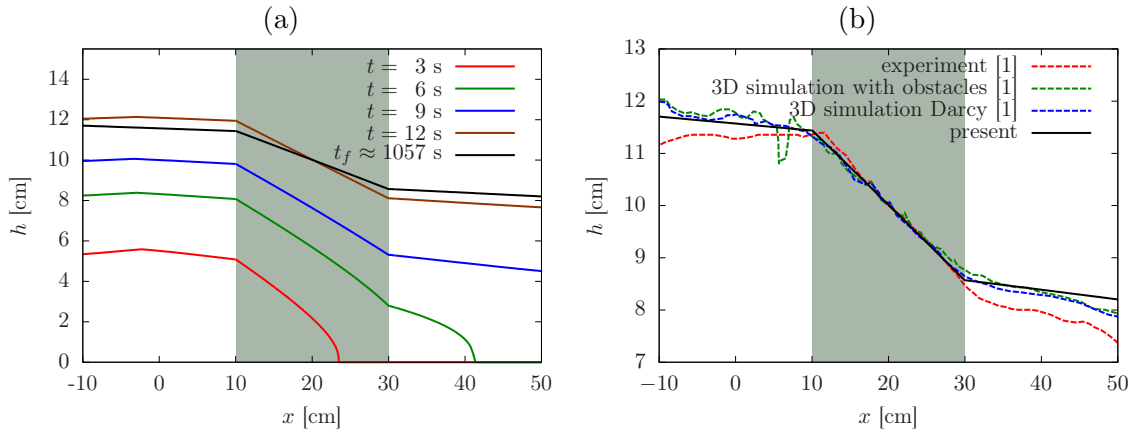 (a)
t = 3 s
t = 6 s
t = 9 s
t = 12 s
t_f ≈ 1057 s
h [cm]
14
12
10
8
6
4
2
0
-10 0 10 20 30 40 50
x [cm]
(b)
experiment [1]
3D simulation with obstacles [1]
3D simulation Darcy [1]
present
h [cm]
13
12
11
10
9
8
7
−10 0 10 20 30 40 50
x [cm]